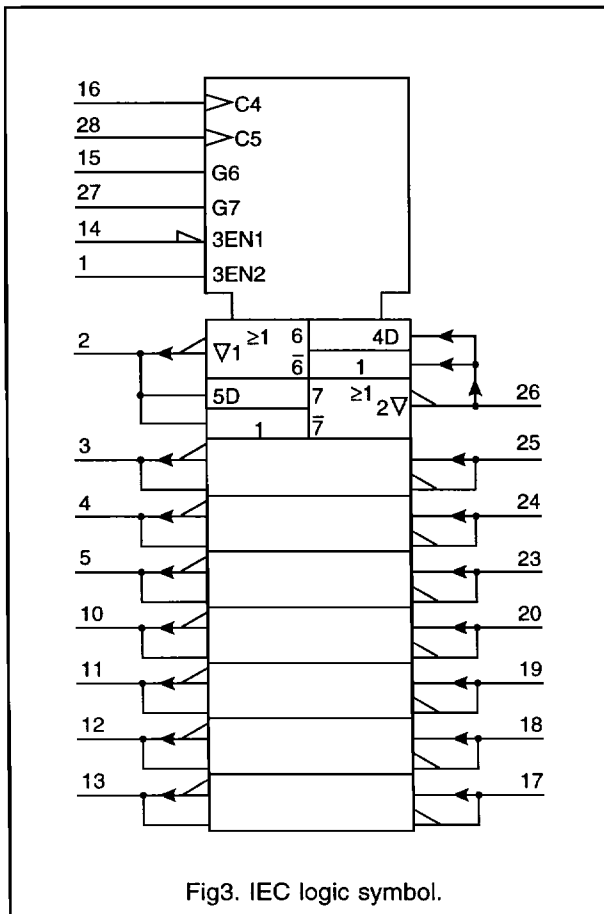 16 C4
28 C5
15 G6
27 G7
14 3EN1
1 3EN2
2 ▽1 ≥1 6 4D
6̅ 1
5D 7 ≥1 2▽ 26
1 7̅
3 25
4 24
5 23
10 20
11 19
12 18
13 17
Fig3. IEC logic symbol.